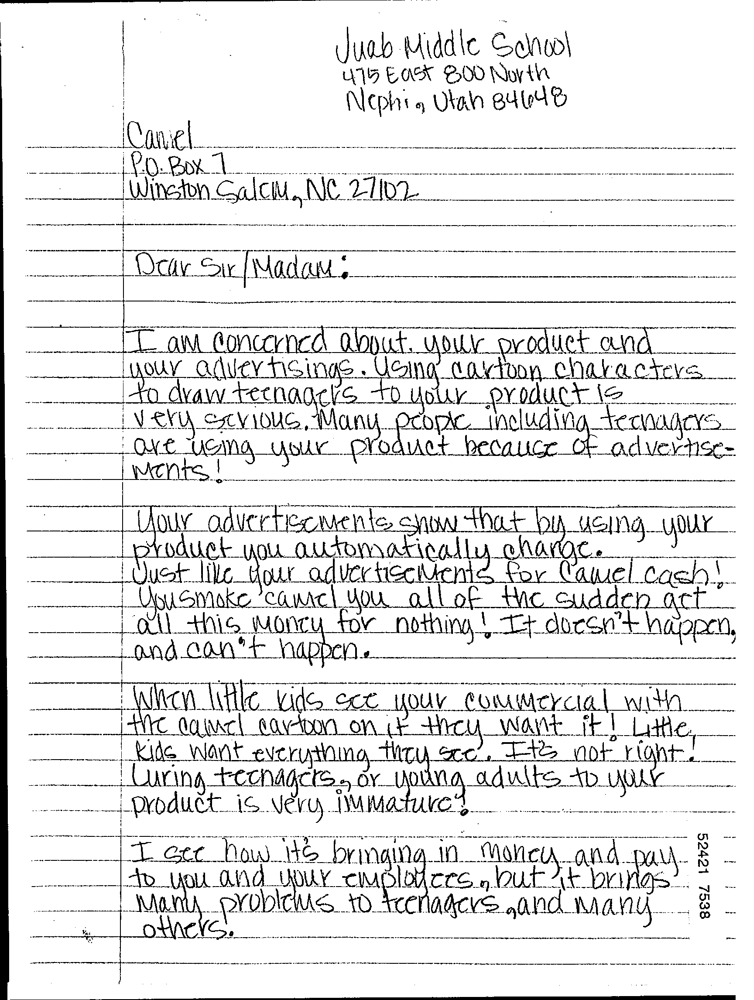 Juab Middle School
475 East 800 North
Nephi, Utah 84648
Camel
P.O. Box 7
Winston Salem, NC 27102
Dear Sir/Madam:
I am concerned about your product and
your advertisings. Using cartoon characters
to draw teenagers to your product is
very serious. Many people including teenagers
are using your product because of advertise-
ments!
Your advertisements show that by using your
product you automatically change.
Just like your advertisements for Camel cash!
You smoke camel you all of the sudden get
all this money for nothing! It doesn't happen,
and can't happen.
When little kids see your commercial with
the camel cartoon on it they want it! Little
kids want everything they see. It's not right!
Luring teenagers, or young adults to your
product is very immature!
I see how it's bringing in money and pay
to you and your employees, but it brings
many problems to teenagers, and many
others.
52421 7538